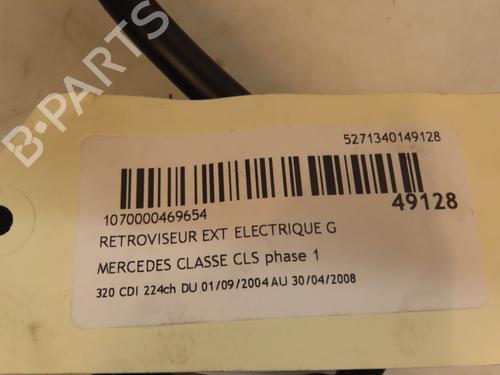 B-PARTS
5271340149128
1070000469654
49128
RETROVISEUR EXT ELECTRIQUE G
MERCEDES CLASSE CLS phase 1
320 CDI 224ch DU 01/09/2004 AU 30/04/2008